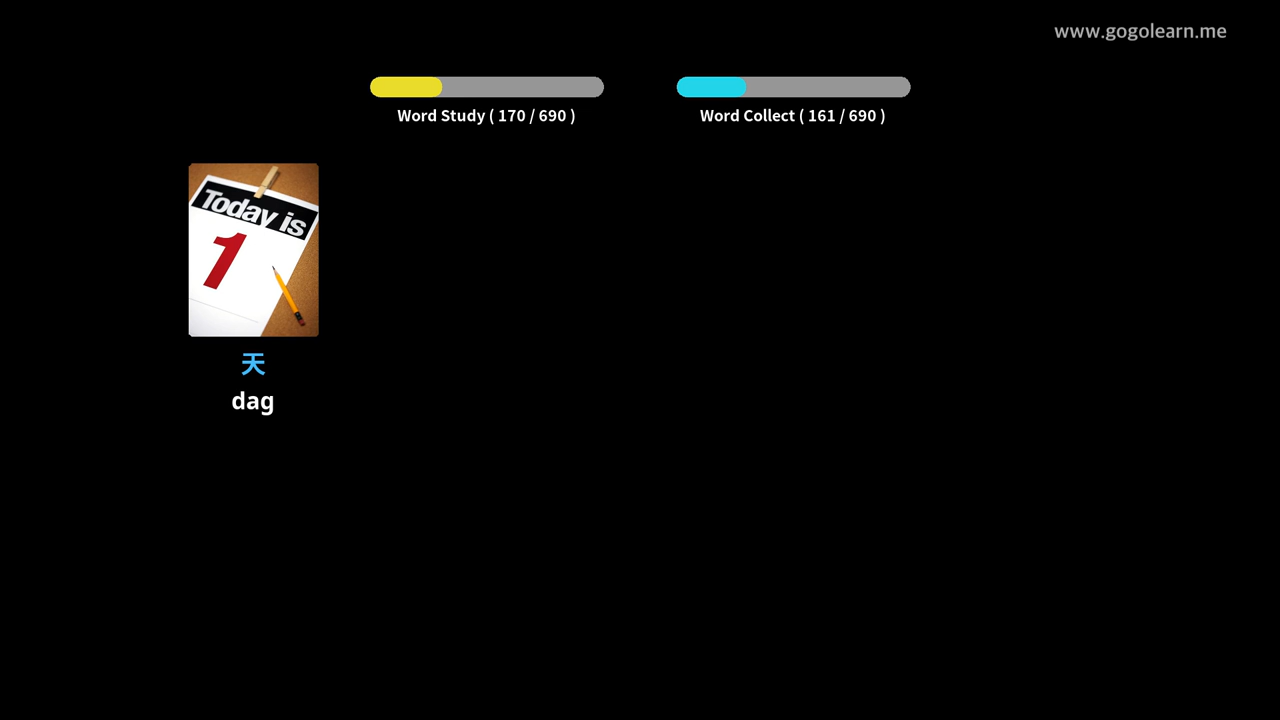 www.gogolearn.me
Word Study ( 170 / 690 )
Word Collect ( 161 / 690 )
Today is
1
天
dag